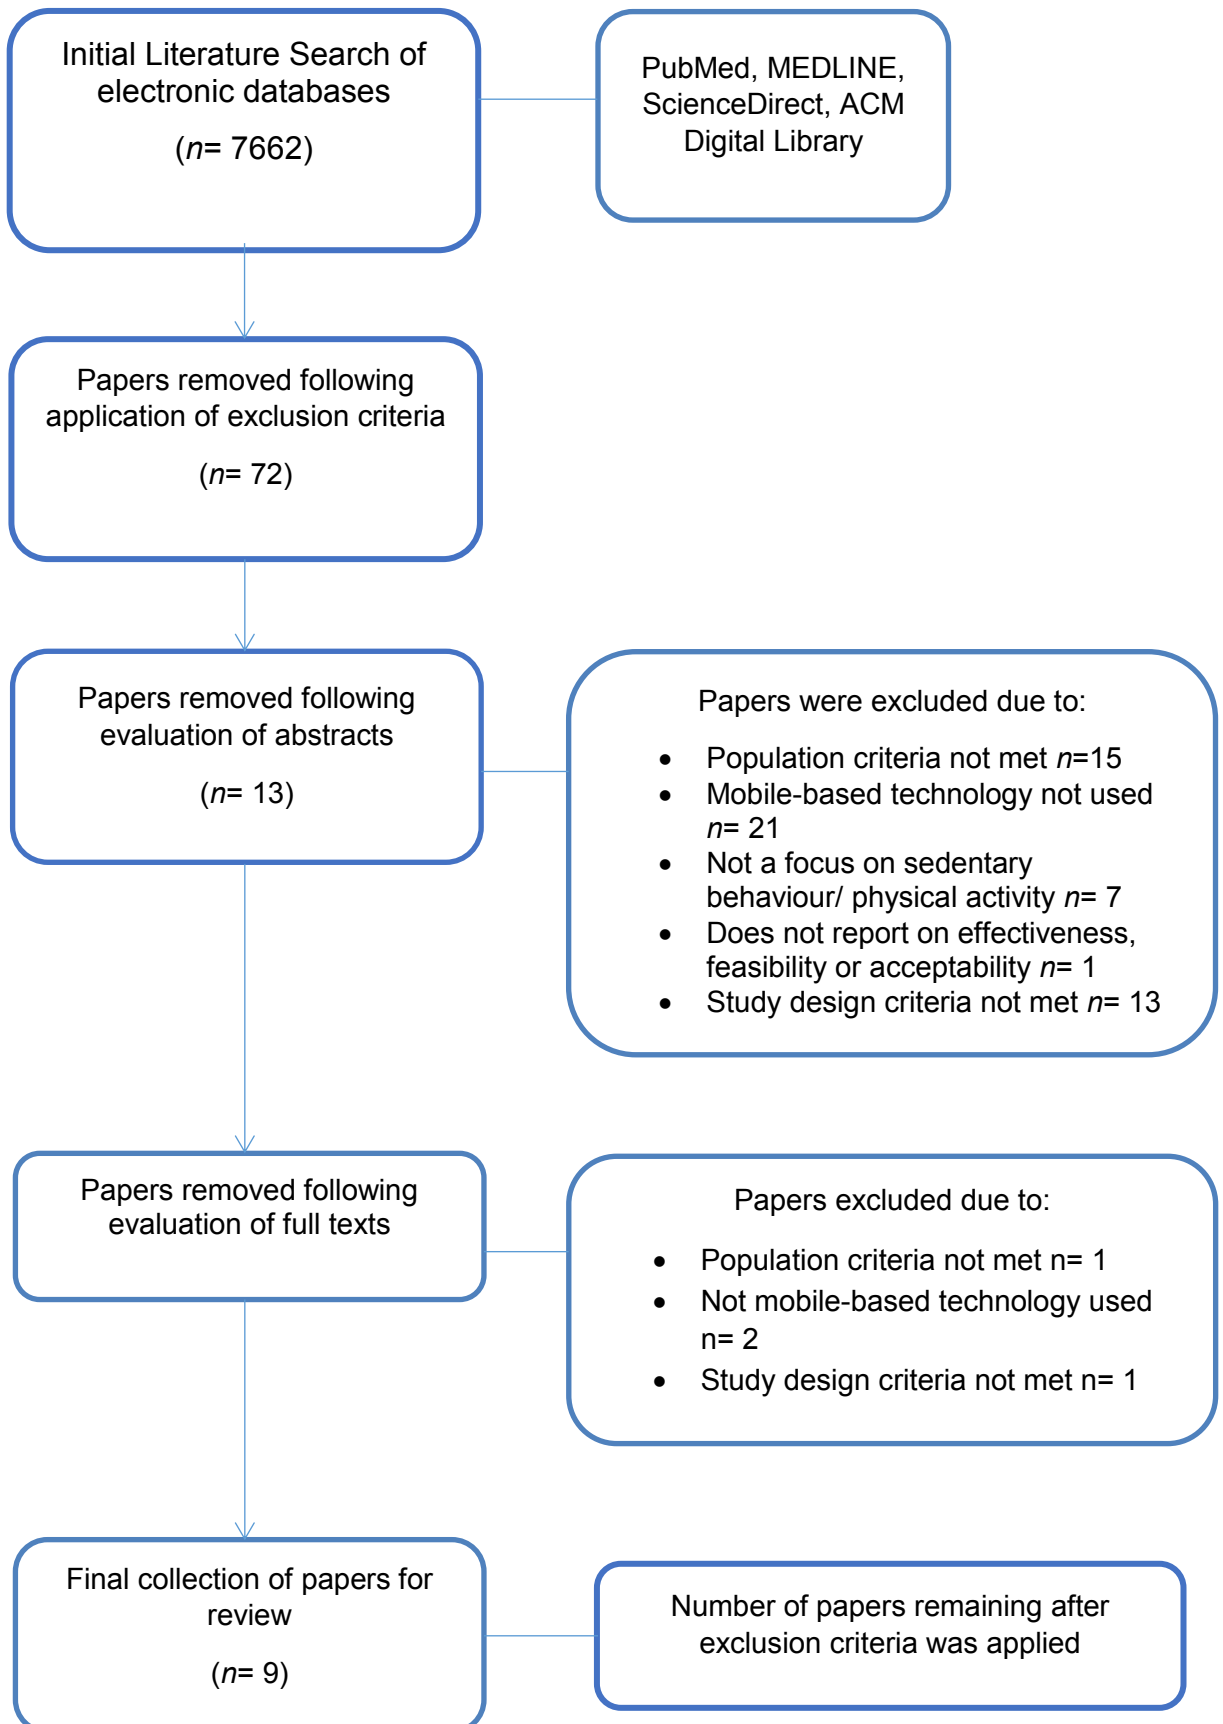 Initial Literature Search of
electronic databases
(n= 7662)
PubMed, MEDLINE,
ScienceDirect, ACM
Digital Library
Papers removed following
application of exclusion criteria
(n= 72)
Papers removed following
evaluation of abstracts
(n= 13)
Papers were excluded due to:
• Population criteria not met n=15
• Mobile-based technology not used
n= 21
• Not a focus on sedentary
behaviour/ physical activity n= 7
• Does not report on effectiveness,
feasibility or acceptability n= 1
• Study design criteria not met n= 13
Papers removed following
evaluation of full texts
Papers excluded due to:
• Population criteria not met n= 1
• Not mobile-based technology used
n= 2
• Study design criteria not met n= 1
Final collection of papers for
review
(n= 9)
Number of papers remaining after
exclusion criteria was applied